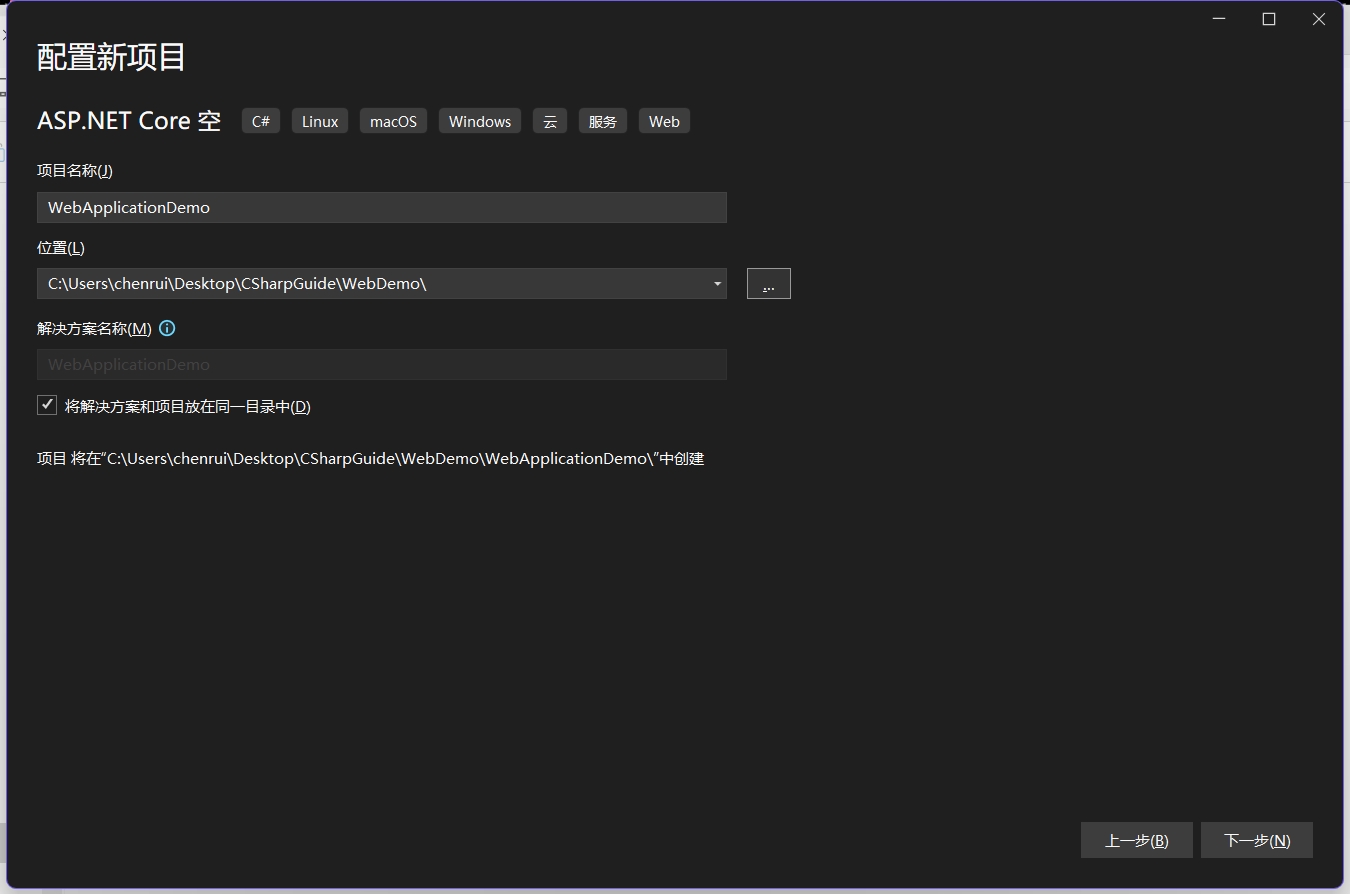 配置新项目
ASP.NET Core 空 C# Linux macOS Windows 云 服务 Web
项目名称(J)
WebApplicationDemo
位置(L)
C:\Users\chenrui\Desktop\CSharpGuide\WebDemo\
...
解决方案名称(M)
WebApplicationDemo
将解决方案和项目放在同一目录中(D)
项目 将在"C:\Users\chenrui\Desktop\CSharpGuide\WebDemo\WebApplicationDemo\"中创建
上一步(B) 下一步(N)